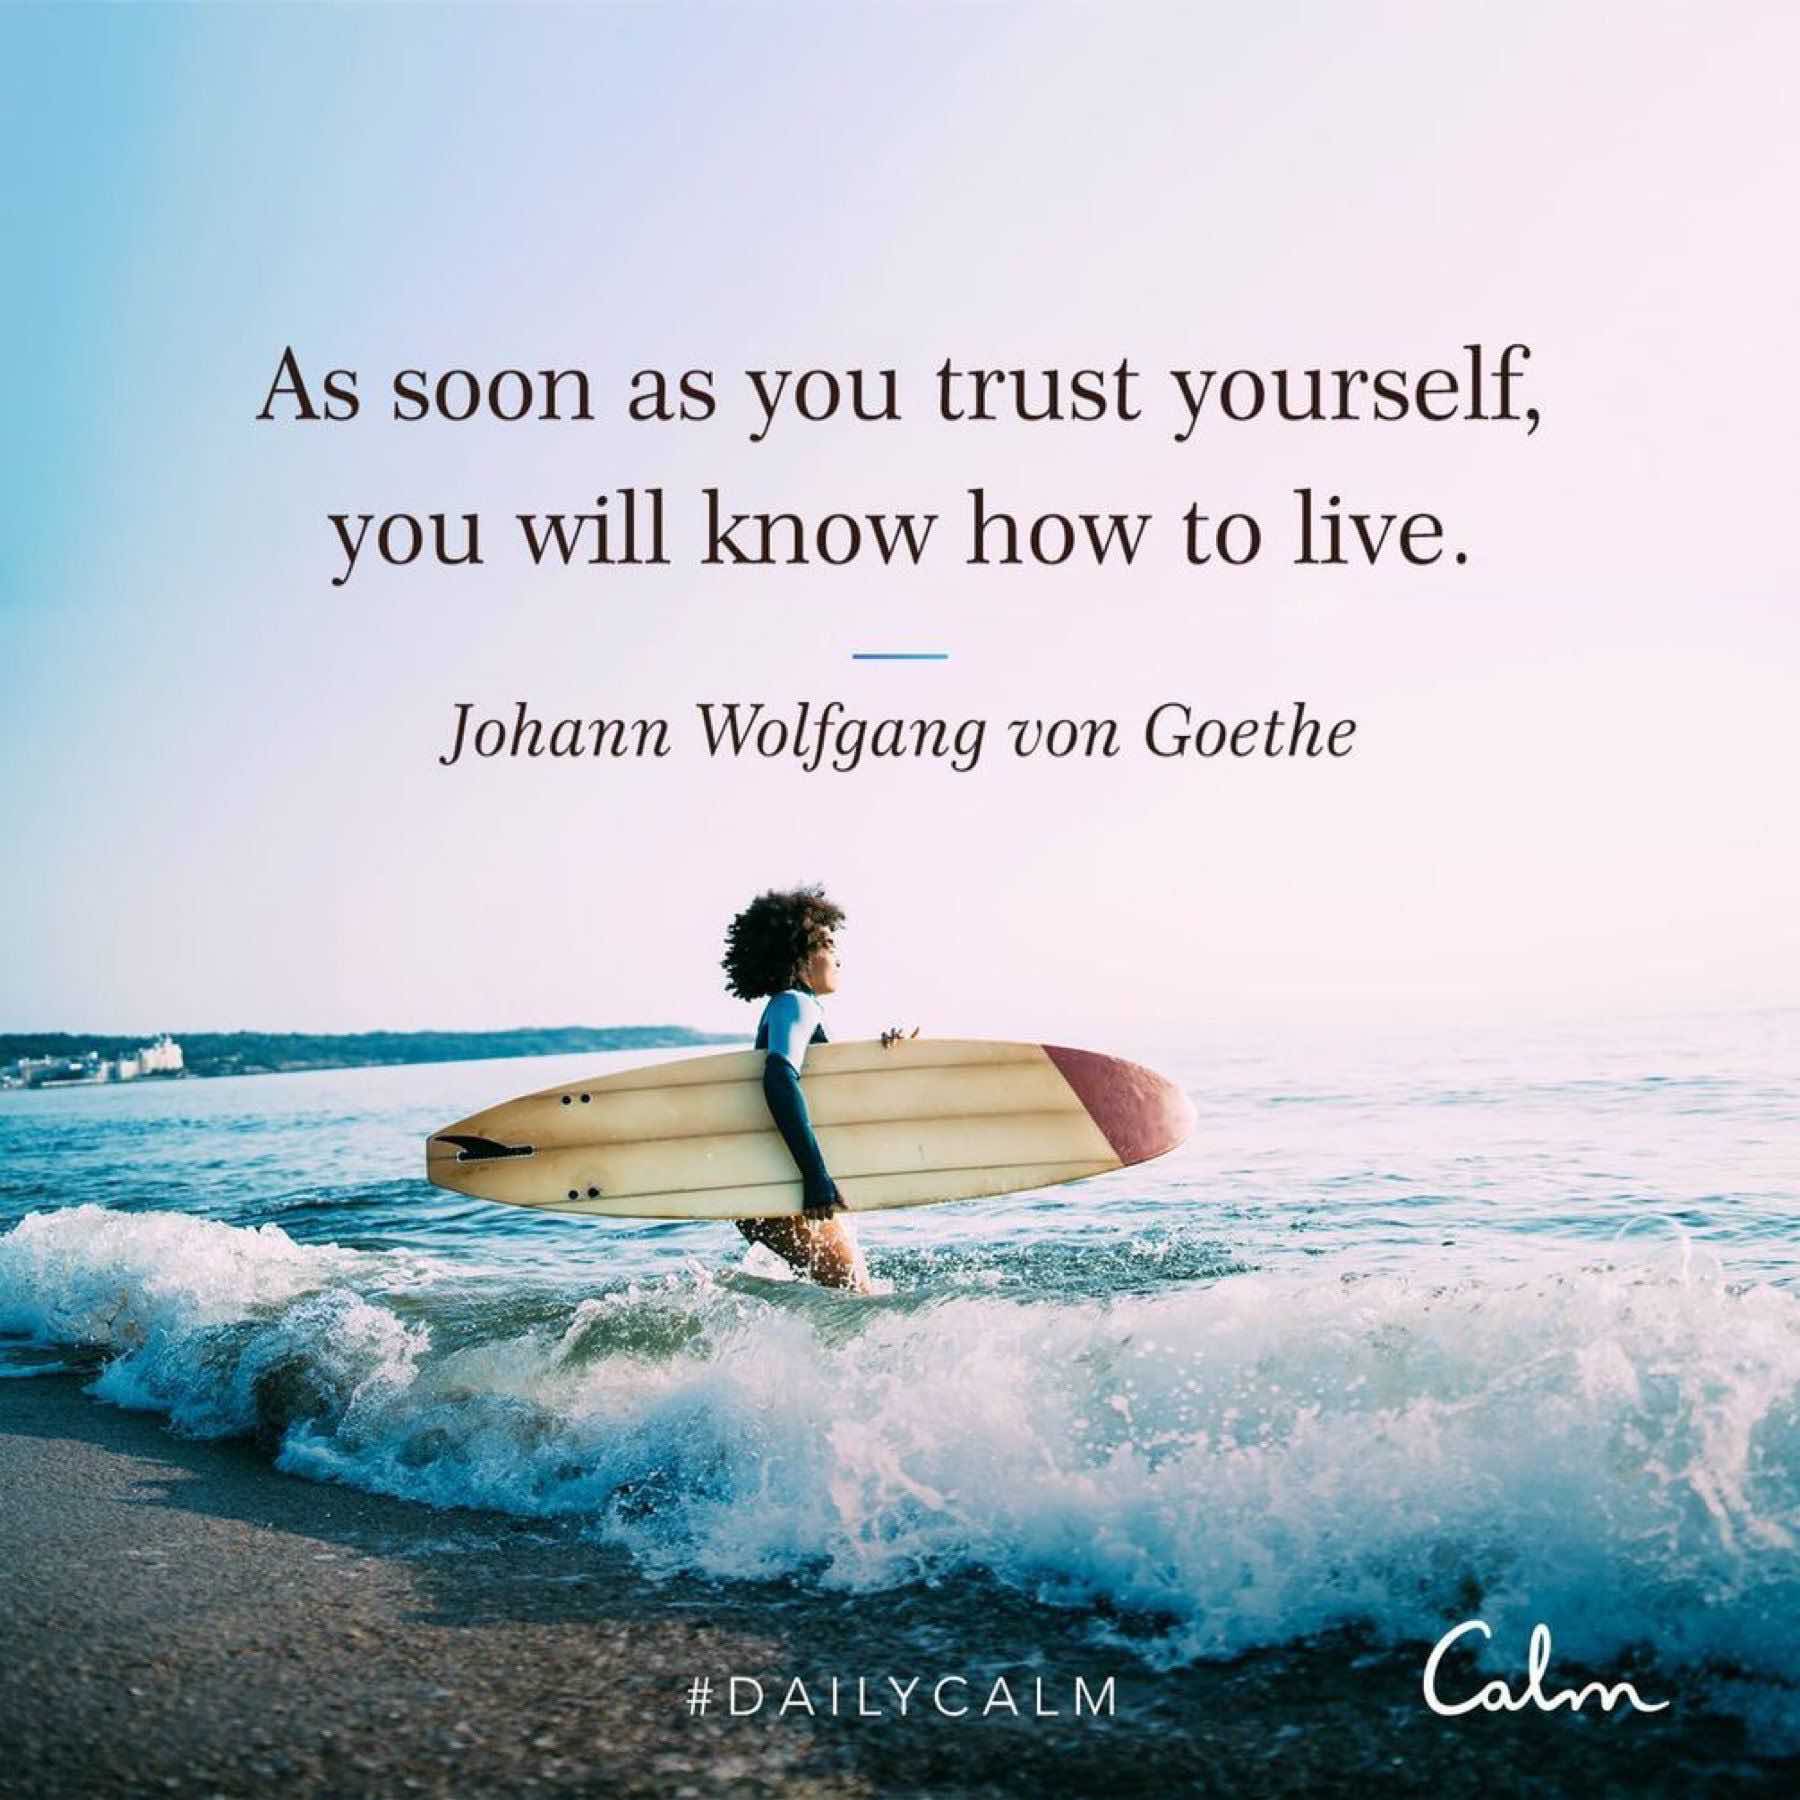 As soon as you trust yourself,
you will know how to live.
Johann Wolfgang von Goethe
#DAILYCALM
Calm